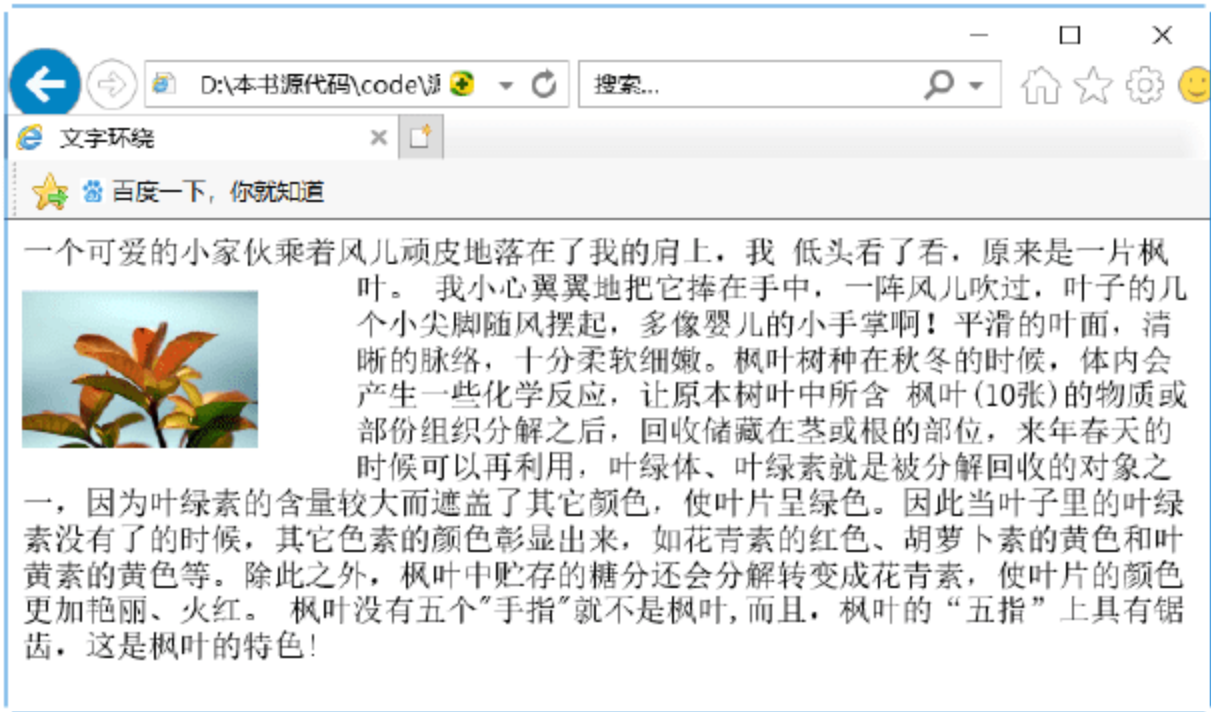 D:\本书源代码\code\源
搜索...
文字环绕
百度一下，你就知道
一个可爱的小家伙乘着风儿顽皮地落在了我的肩上，我 低头看了看，原来是一片枫
叶。 我小心翼翼地把它捧在手中，一阵风儿吹过，叶子的几
个小尖脚随风摆起，多像婴儿的小手掌啊！平滑的叶面，清
晰的脉络，十分柔软细嫩。枫叶树种在秋冬的时候，体内会
产生一些化学反应，让原本树叶中所含 枫叶(10张)的物质或
部份组织分解之后，回收储藏在茎或根的部位，来年春天的
时候可以再利用，叶绿体、叶绿素就是被分解回收的对象之
一，因为叶绿素的含量较大而遮盖了其它颜色，使叶片呈绿色。因此当叶子里的叶绿
素没有了的时候，其它色素的颜色彰显出来，如花青素的红色、胡萝卜素的黄色和叶
黄素的黄色等。除此之外，枫叶中贮存的糖分还会分解转变成花青素，使叶片的颜色
更加艳丽、火红。 枫叶没有五个"手指"就不是枫叶,而且，枫叶的“五指”上具有锯
齿，这是枫叶的特色!